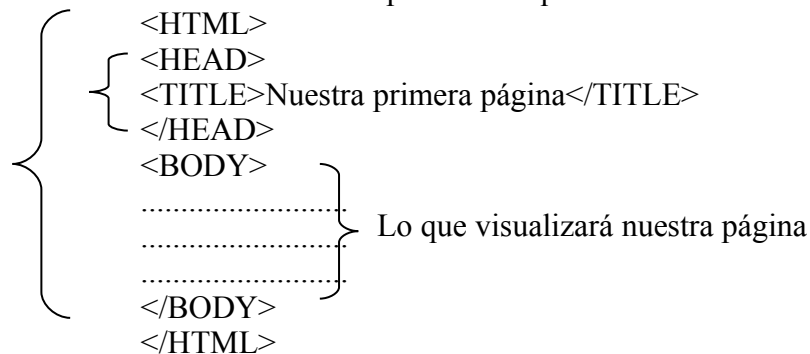 <HTML>
<HEAD>
<TITLE>Nuestra primera página</TITLE>
</HEAD>
<BODY>
........................
........................ Lo que visualizará nuestra página
........................
</BODY>
</HTML>